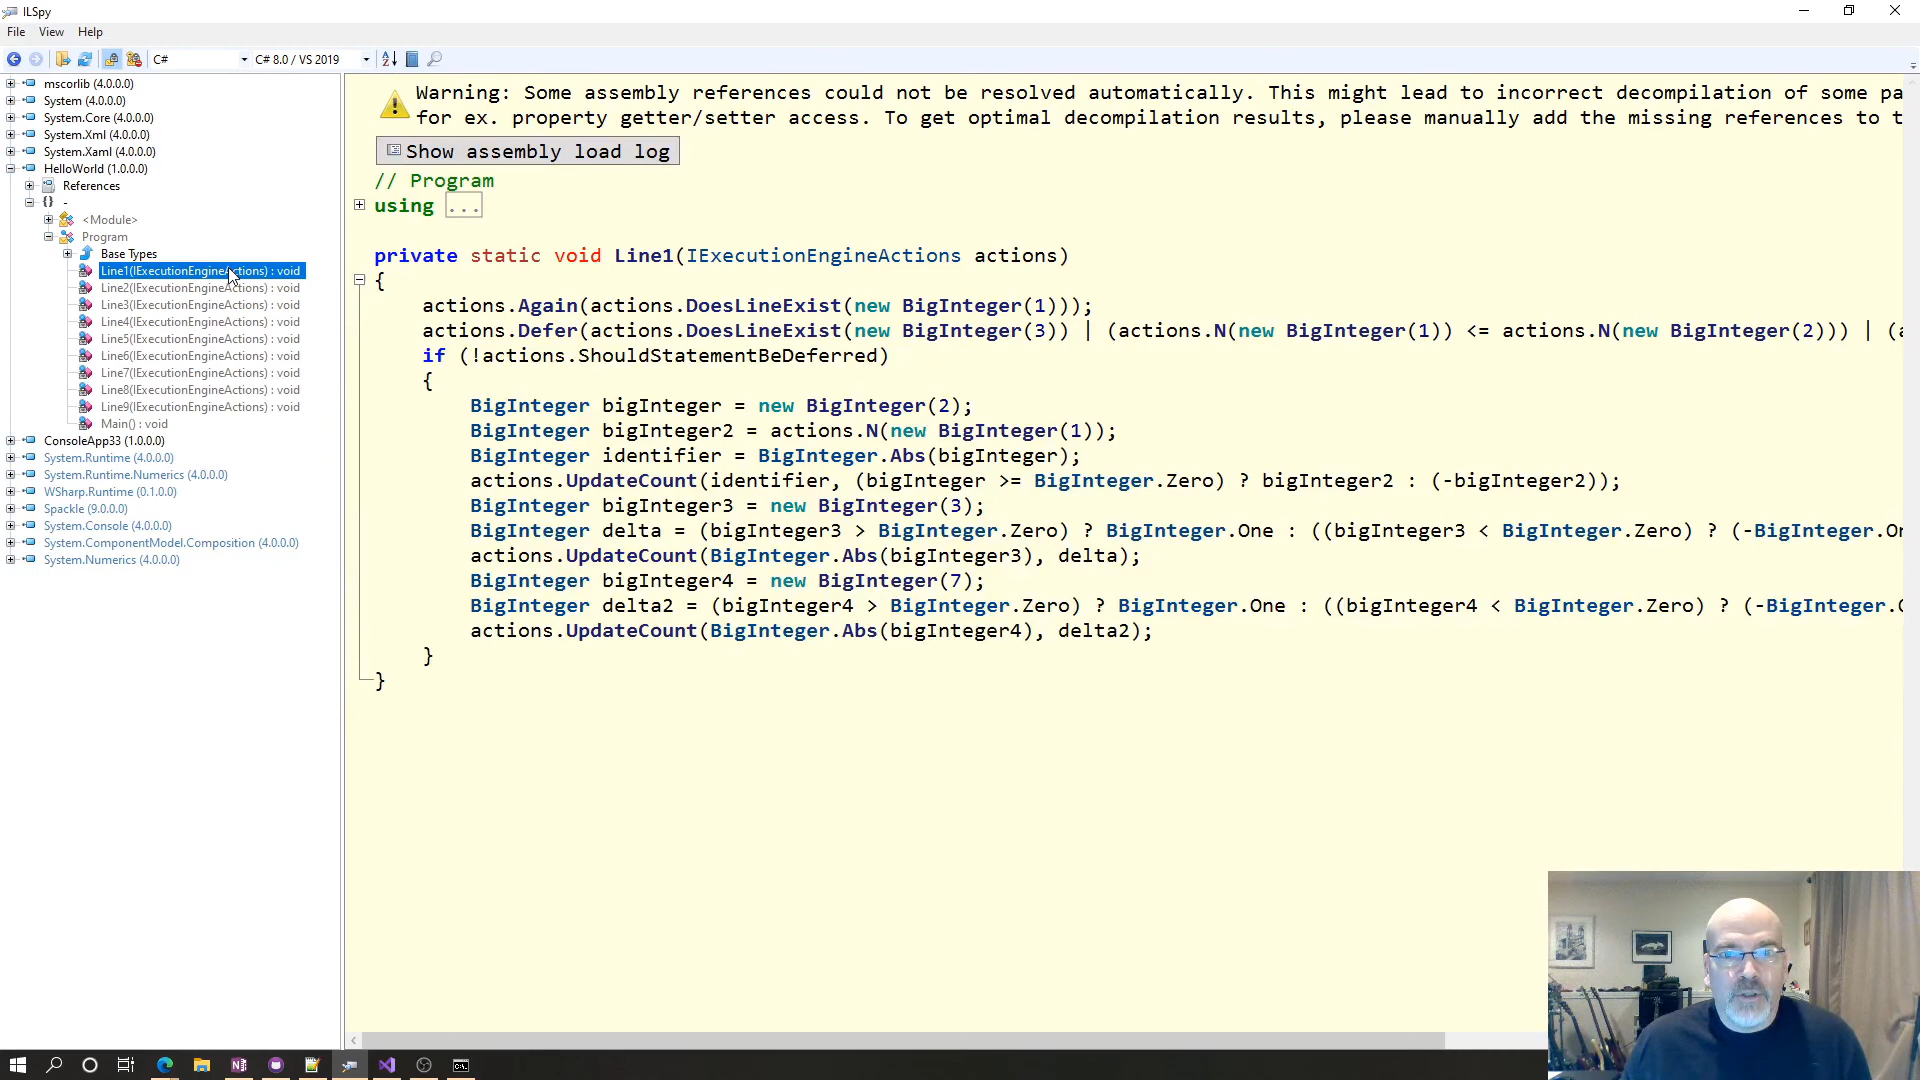 ILSpy
File View Help
C# C# 8.0 / VS 2019
mscorlib (4.0.0.0)
System (4.0.0.0)
System.Core (4.0.0.0)
System.Xml (4.0.0.0)
System.Xaml (4.0.0.0)
HelloWorld (1.0.0.0)
References
{} -
<Module>
Program
Base Types
Line1(IExecutionEngineActions) : void
Line2(IExecutionEngineActions) : void
Line3(IExecutionEngineActions) : void
Line4(IExecutionEngineActions) : void
Line5(IExecutionEngineActions) : void
Line6(IExecutionEngineActions) : void
Line7(IExecutionEngineActions) : void
Line8(IExecutionEngineActions) : void
Line9(IExecutionEngineActions) : void
Main() : void
ConsoleApp33 (1.0.0.0)
System.Runtime (4.0.0.0)
System.Runtime.Numerics (4.0.0.0)
WSharp.Runtime (0.1.0.0)
Spackle (9.0.0.0)
System.Console (4.0.0.0)
System.ComponentModel.Composition (4.0.0.0)
System.Numerics (4.0.0.0)
Warning: Some assembly references could not be resolved automatically. This might lead to incorrect decompilation of some pa
for ex. property getter/setter access. To get optimal decompilation results, please manually add the missing references to t
Show assembly load log
// Program
using ...
private static void Line1(IExecutionEngineActions actions)
{
actions.Again(actions.DoesLineExist(new BigInteger(1)));
actions.Defer(actions.DoesLineExist(new BigInteger(3)) | (actions.N(new BigInteger(1)) <= actions.N(new BigInteger(2))) | (a
if (!actions.ShouldStatementBeDeferred)
{
BigInteger bigInteger = new BigInteger(2);
BigInteger bigInteger2 = actions.N(new BigInteger(1));
BigInteger identifier = BigInteger.Abs(bigInteger);
actions.UpdateCount(identifier, (bigInteger >= BigInteger.Zero) ? bigInteger2 : (-bigInteger2));
BigInteger bigInteger3 = new BigInteger(3);
BigInteger delta = (bigInteger3 > BigInteger.Zero) ? BigInteger.One : ((bigInteger3 < BigInteger.Zero) ? (-BigInteger.On
actions.UpdateCount(BigInteger.Abs(bigInteger3), delta);
BigInteger bigInteger4 = new BigInteger(7);
BigInteger delta2 = (bigInteger4 > BigInteger.Zero) ? BigInteger.One : ((bigInteger4 < BigInteger.Zero) ? (-BigInteger.O
actions.UpdateCount(BigInteger.Abs(bigInteger4), delta2);
}
}